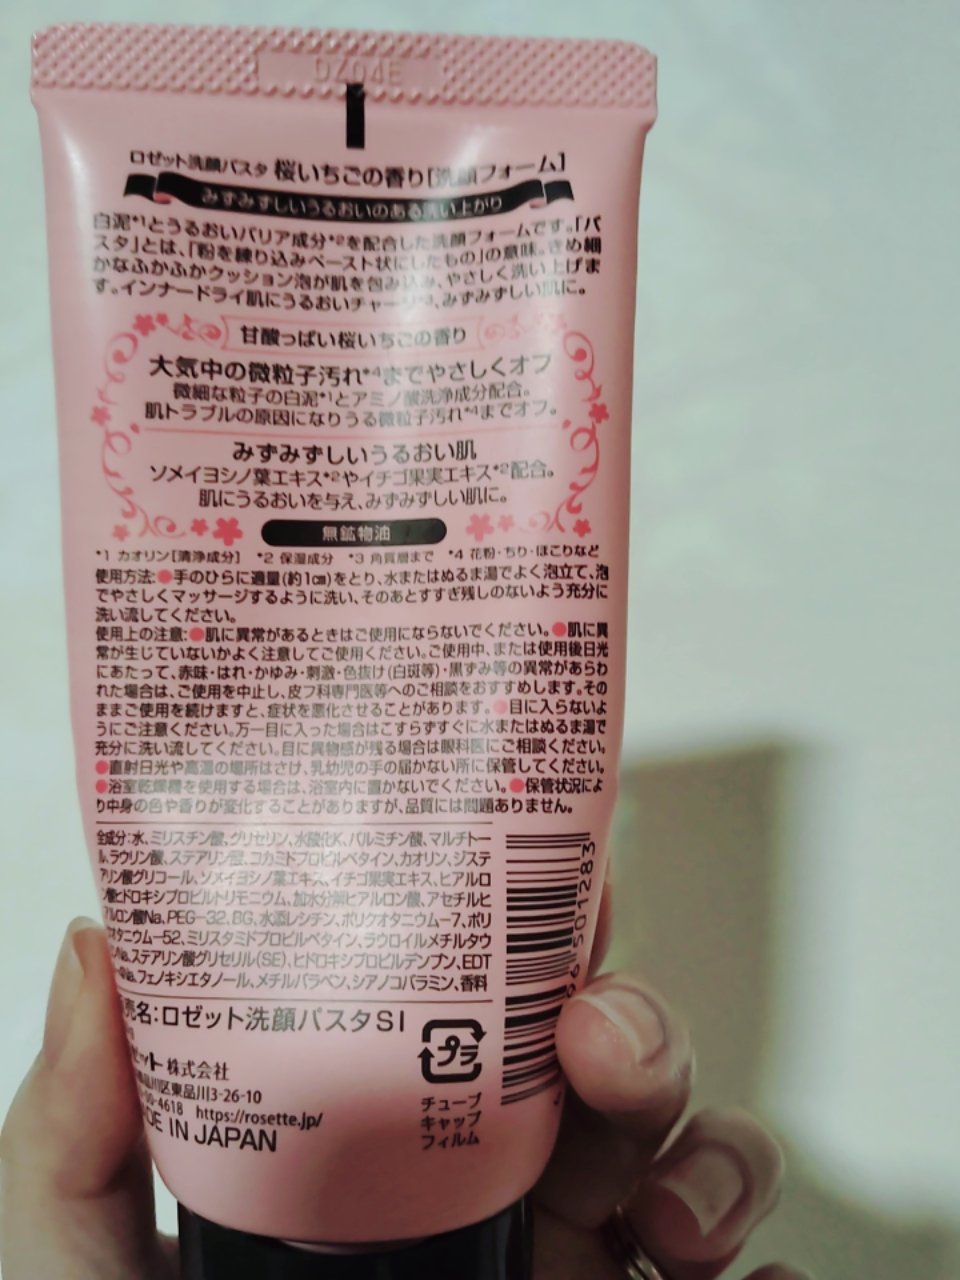 DZ04E
ロゼット洗顔パスタ 桜いちごの香り[洗顔フォーム]
みずみずしいうるおいのある洗い上がり
白泥*1とうるおいバリア成分*2を配合した洗顔フォームです。「パ
スタ」とは、「粉を練り込みペースト状にしたもの」の意味。きめ細
かなふかふかクッション泡が肌を包み込み、やさしく洗い上げま
す。インナードライ肌にうるおいチャージ*3、みずみずしい肌に。
甘酸っぱい桜いちごの香り
大気中の微粒子汚れ*4までやさしくオフ
微細な粒子の白泥*1とアミノ酸洗浄成分配合。
肌トラブルの原因になりうる微粒子汚れ*4までオフ。
みずみずしいうるおい肌
ソメイヨシノ葉エキス*2やイチゴ果実エキス*2配合。
肌にうるおいを与え、みずみずしい肌に。
無鉱物油
*1 カオリン[清浄成分] *2 保湿成分 *3 角質層まで *4 花粉・ちり・ほこりなど
使用方法:●手のひらに適量(約1cm)をとり、水またはぬるま湯でよく泡立て、泡
でやさしくマッサージするように洗い、そのあとすすぎ残しのないよう充分に
洗い流してください。
使用上の注意:●肌に異常があるときはご使用にならないでください。●肌に異
常が生じていないかよく注意してご使用ください。ご使用中、または使用後日光
にあたって、赤味・はれ・かゆみ・刺激・色抜け(白斑等)・黒ずみ等の異常があらわ
れた場合は、ご使用を中止し、皮フ科専門医等へのご相談をおすすめします。その
ままご使用を続けますと、症状を悪化させることがあります。●目に入らないよ
うにご注意ください。万一目に入った場合はこすらずすぐに水またはぬるま湯で
充分に洗い流してください。目に異物感が残る場合は眼科医にご相談ください。
●直射日光や高温の場所はさけ、乳幼児の手の届かない所に保管してください。
●浴室乾燥機を使用する場合は、浴室内に置かないでください。●保管状況によ
り中身の色や香りが変化することがありますが、品質には問題ありません。
全成分:水、ミリスチン酸、グリセリン、水酸化K、パルミチン酸、マルチトー
ル、ラウリン酸、ステアリン酸、コカミドプロピルベタイン、カオリン、ジステ
アリン酸グリコール、ソメイヨシノ葉エキス、イチゴ果実エキス、ヒアルロ
ン酸ヒドロキシプロピルトリモニウム、加水分解ヒアルロン酸、アセチルヒ
アルロン酸Na、PEG-32、BG、水添レシチン、ポリクオタニウム-7、ポリ
クオタニウム-52、ミリスタミドプロピルベタイン、ラウロイルメチルタウ
リンNa、ステアリン酸グリセリル(SE)、ヒドロキシプロピルデンプン、EDT
Na、フェノキシエタノール、メチルパラベン、シアノコバラミン、香料
売名:ロゼット洗顔パスタSI
ゼット株式会社
品川区東品川3-26-10
00-4618 https://rosette.jp/
DE IN JAPAN
プラ
チューブ
キャップ
フィルム
501283